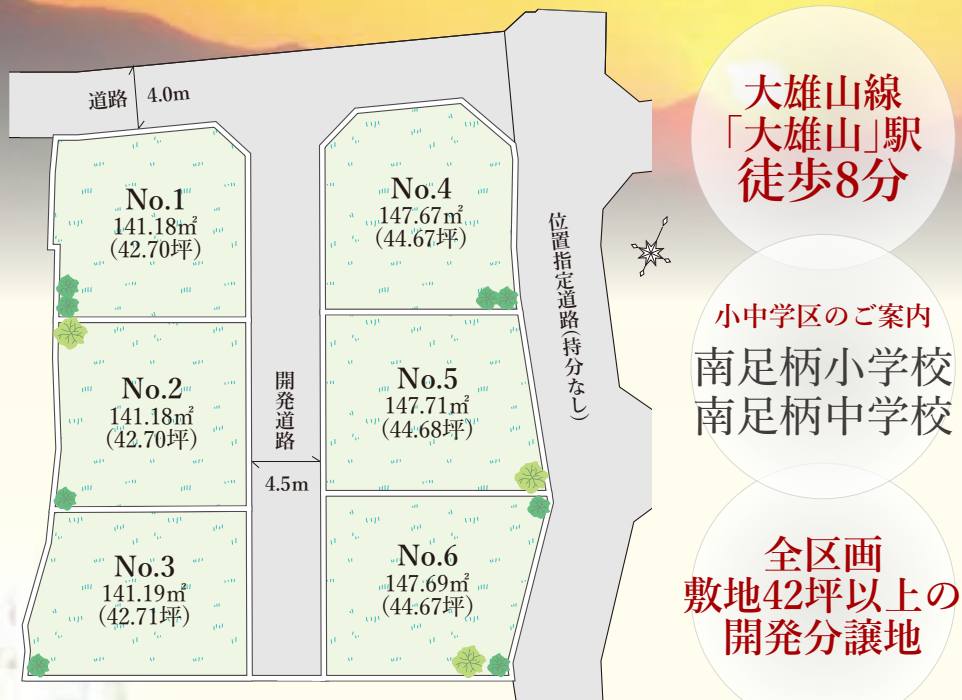 道路 4.0m
No.1
141.18㎡
(42.70坪)
No.4
147.67㎡
(44.67坪)
No.2
141.18㎡
(42.70坪)
開発道路
4.5m
No.5
147.71㎡
(44.68坪)
位置指定道路(持分なし)
No.3
141.19㎡
(42.71坪)
No.6
147.69㎡
(44.67坪)
大雄山線
「大雄山」駅
徒歩8分
小中学区のご案内
南足柄小学校
南足柄中学校
全区画
敷地42坪以上の
開発分譲地